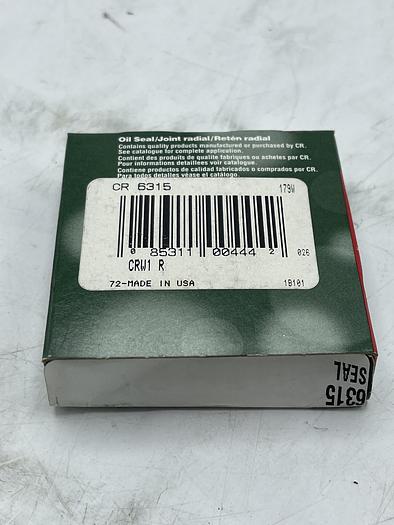 Oil Seal/Joint radial/Retén radial
Contains quality products manufactured or purchased by CR.
See catalogue for complete application.
Contient des produits de qualite fabriques ou achetes par CR.
Pour informations detaillees voir catalogue.
Contiene productos de calidad fabricados o comprados por CR.
Para todos detalles véase el catálogo.
CR 6315 179W
0 85311 00444 2 026
CRW1 R
72-MADE IN USA 1B101
6315
SEAL